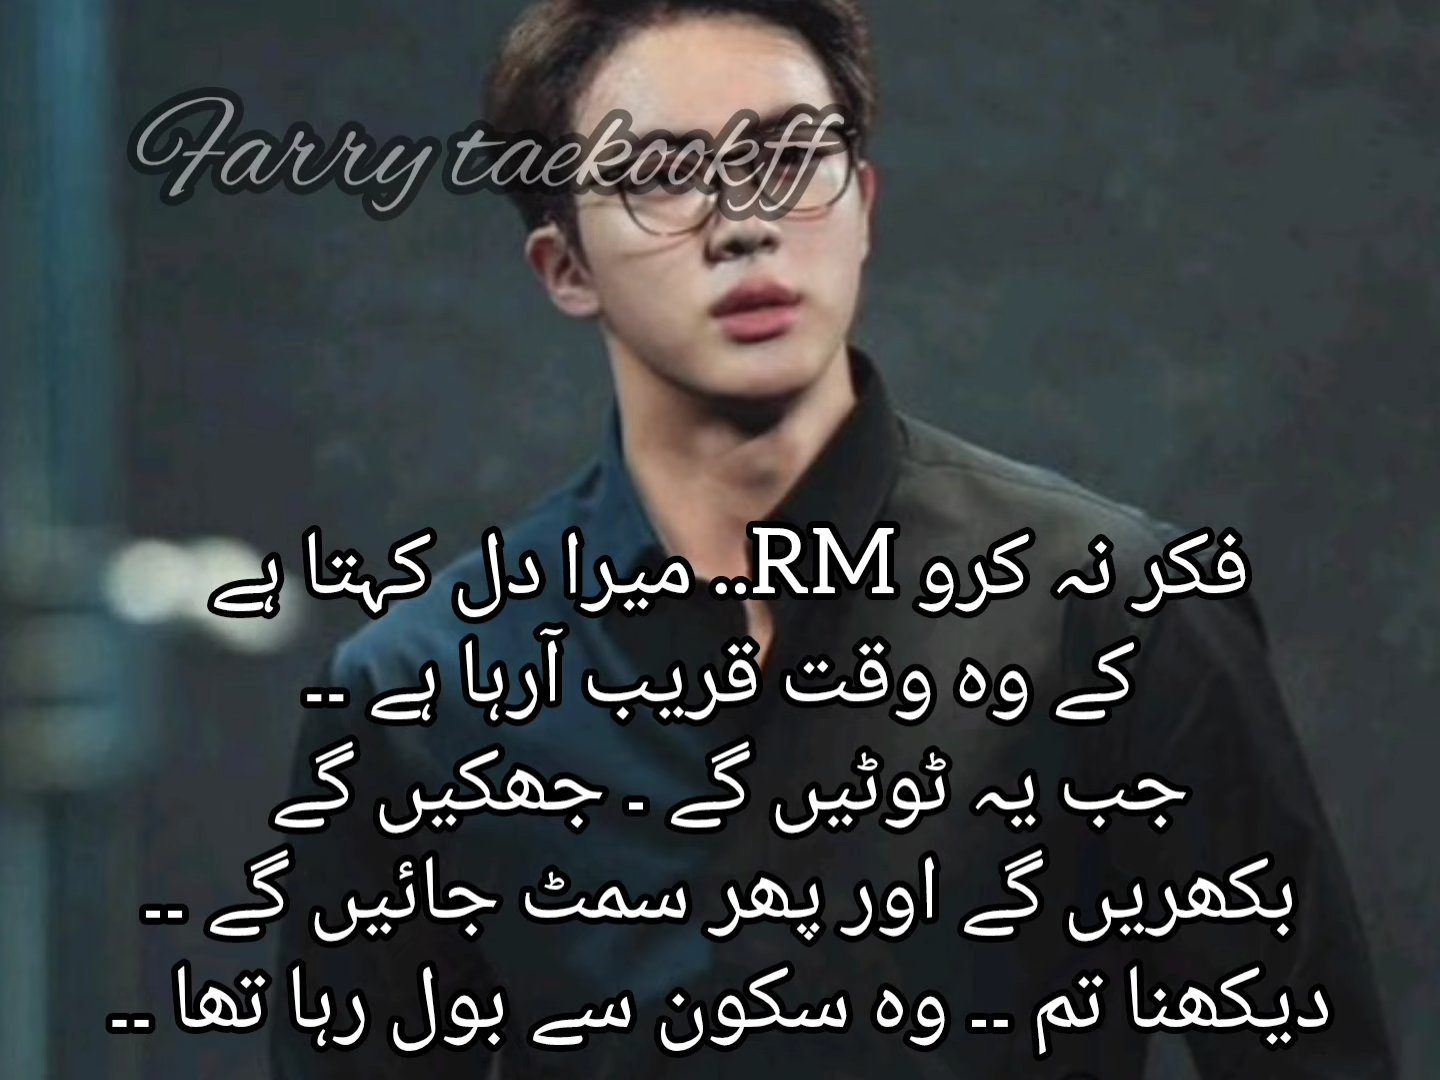 Farry taekookff
فکر نہ کرو RM.. میرا دل کہتا ہے
کے وہ وقت قریب آرہا ہے --
جب یہ ٹوٹیں گے - جھکیں گے
بکھریں گے اور پھر سمٹ جائیں گے --
دیکھنا تم -- وہ سکون سے بول رہا تھا --